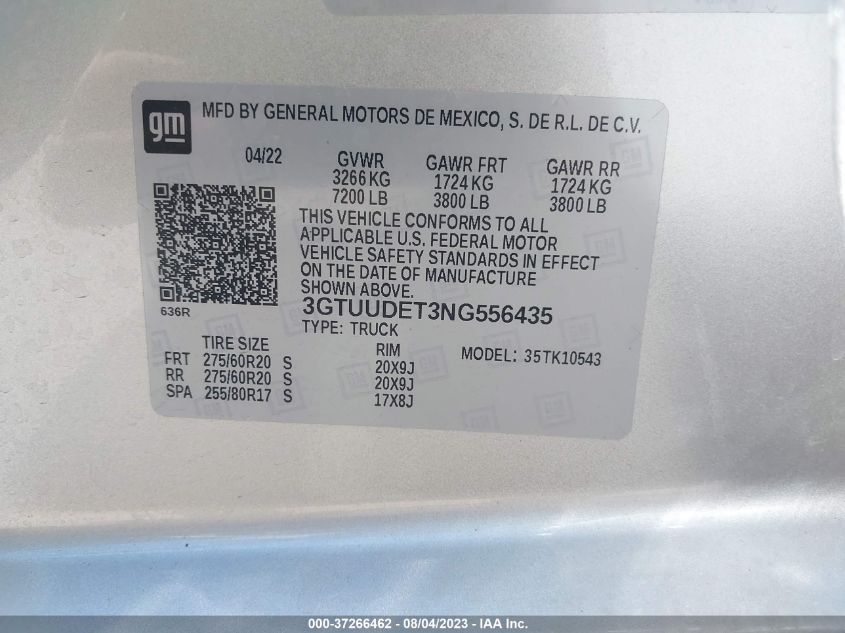 gm
MFD BY GENERAL MOTORS DE MEXICO, S. DE R.L. DE C.V.
04/22 GVWR GAWR FRT GAWR RR
3266 KG 1724 KG 1724 KG
7200 LB 3800 LB 3800 LB
THIS VEHICLE CONFORMS TO ALL
APPLICABLE U.S. FEDERAL MOTOR
VEHICLE SAFETY STANDARDS IN EFFECT
ON THE DATE OF MANUFACTURE
SHOWN ABOVE.
636R
3GTUUDET3NG556435
TYPE: TRUCK
TIRE SIZE RIM MODEL: 35TK10543
FRT 275/60R20 S 20X9J
RR 275/60R20 S 20X9J
SPA 255/80R17 S 17X8J
000-37266462 - 08/04/2023 - IAA Inc.